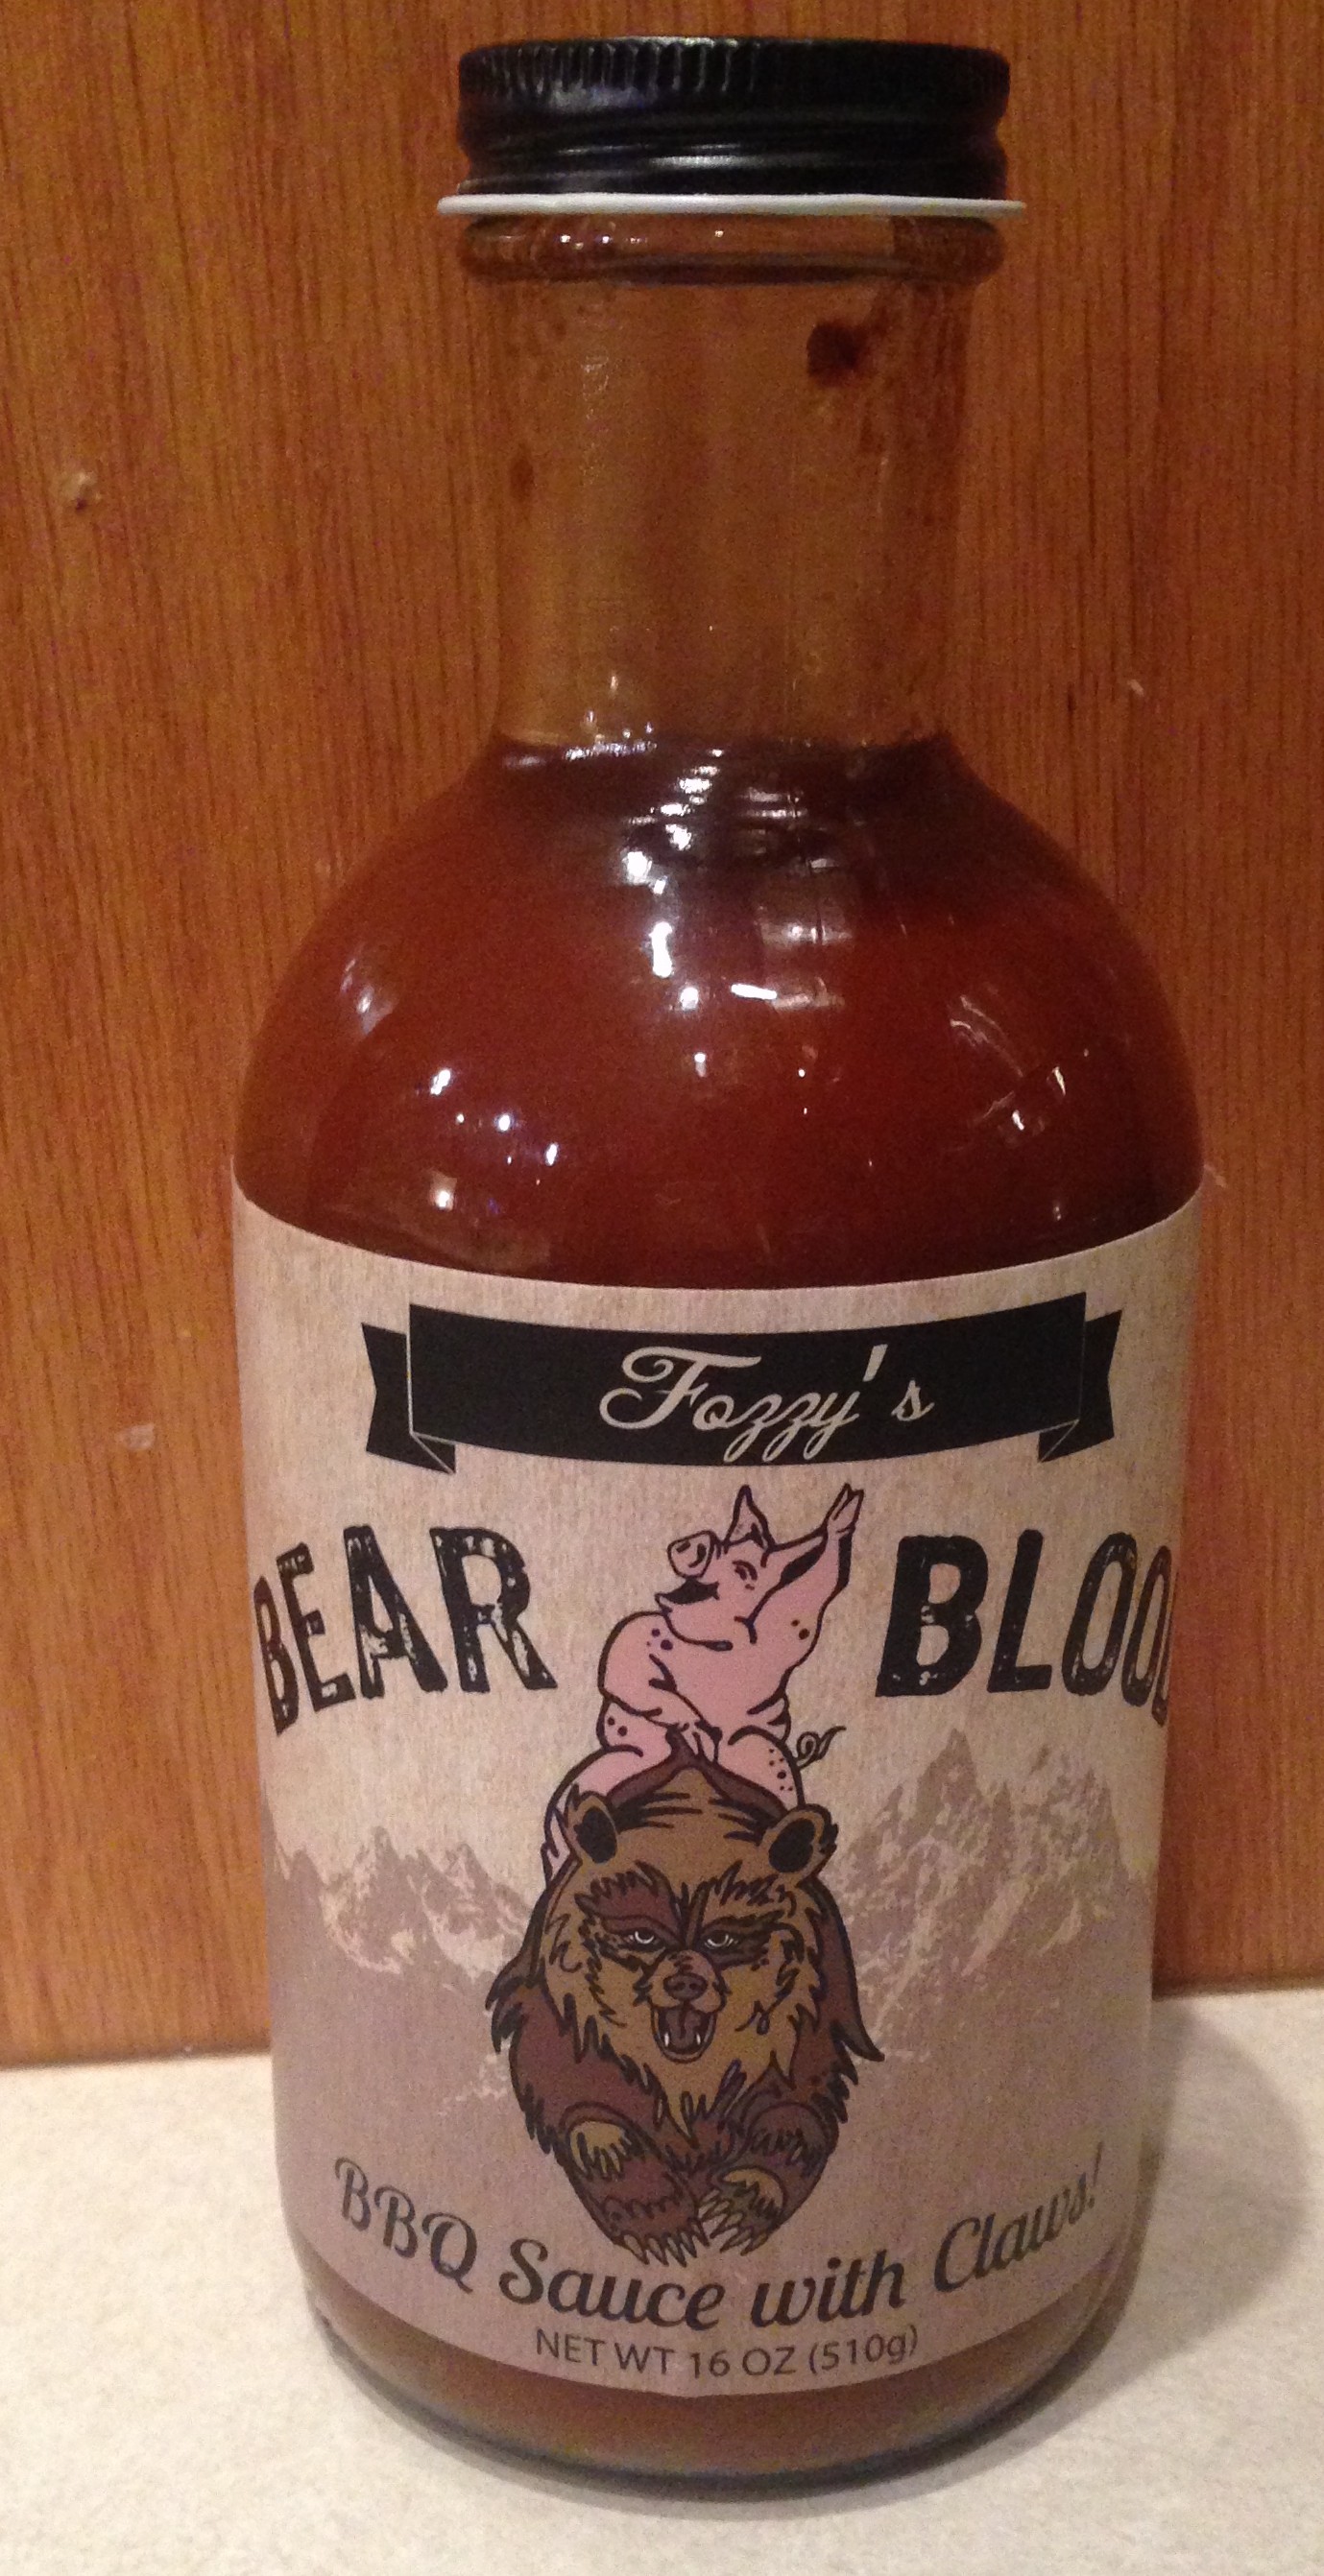 Fozzy's
BEAR BLOOD
BBQ Sauce with Claws!
NET WT 16 OZ (510g)